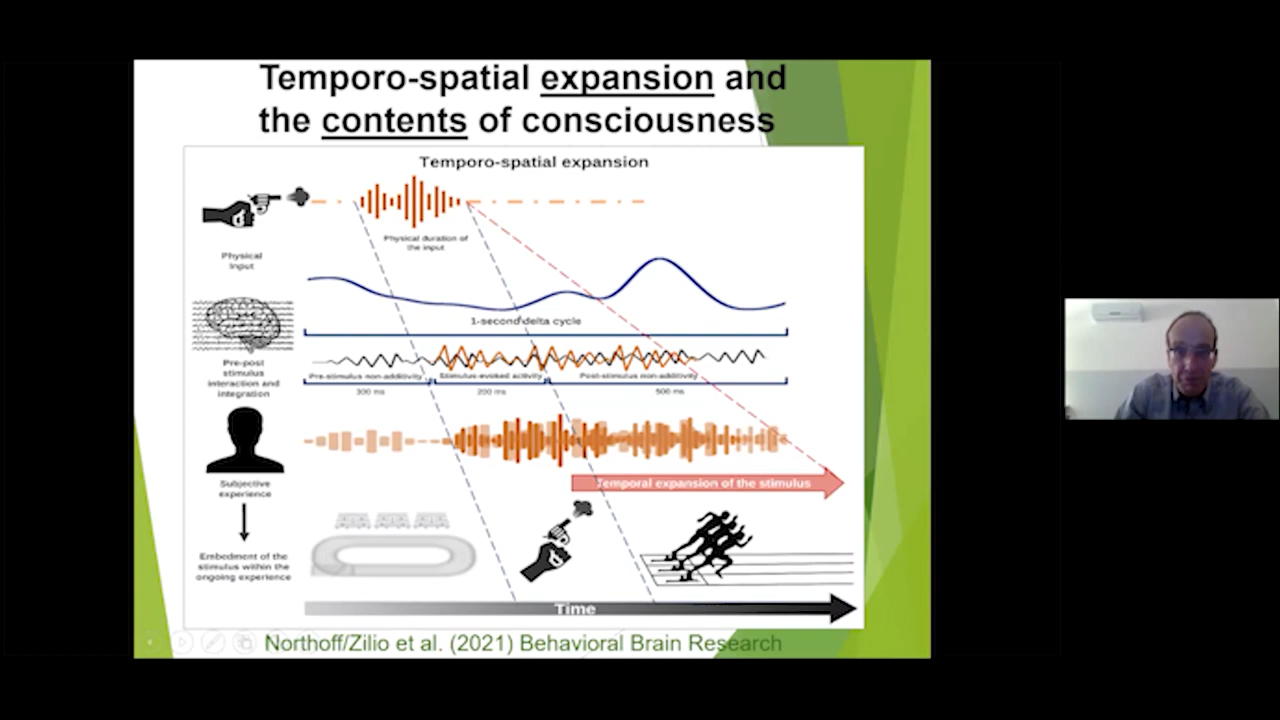 Temporo-spatial expansion and
the contents of consciousness
Temporo-spatial expansion
Physical duration of
the input
Physical
Input
1-second delta cycle
Pre-post
stimulus
interaction and
integration
Pre-stimulus non-additivity
Stimulus-evoked activity
Post-stimulus non-additivity
300 ms
200 ms
500 ms
Subjective
experience
Temporal expansion of the stimulus
Embedment of the
stimulus within the
ongoing experience
Time
Northoff/Zilio et al. (2021) Behavioral Brain Research